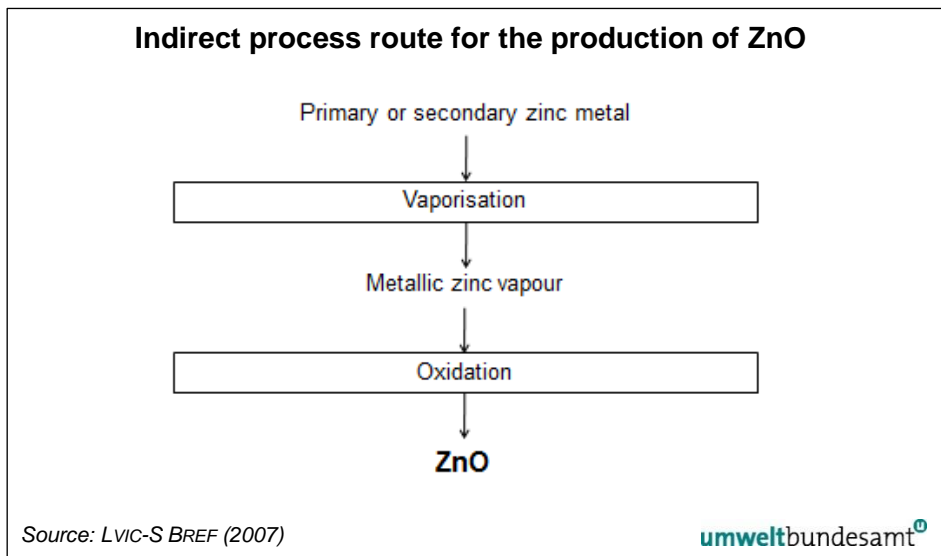 Indirect process route for the production of ZnO
Primary or secondary zinc metal
Vaporisation
Metallic zinc vapour
Oxidation
ZnO
Source: LVIC-S BREF (2007)
umweltbundesamt